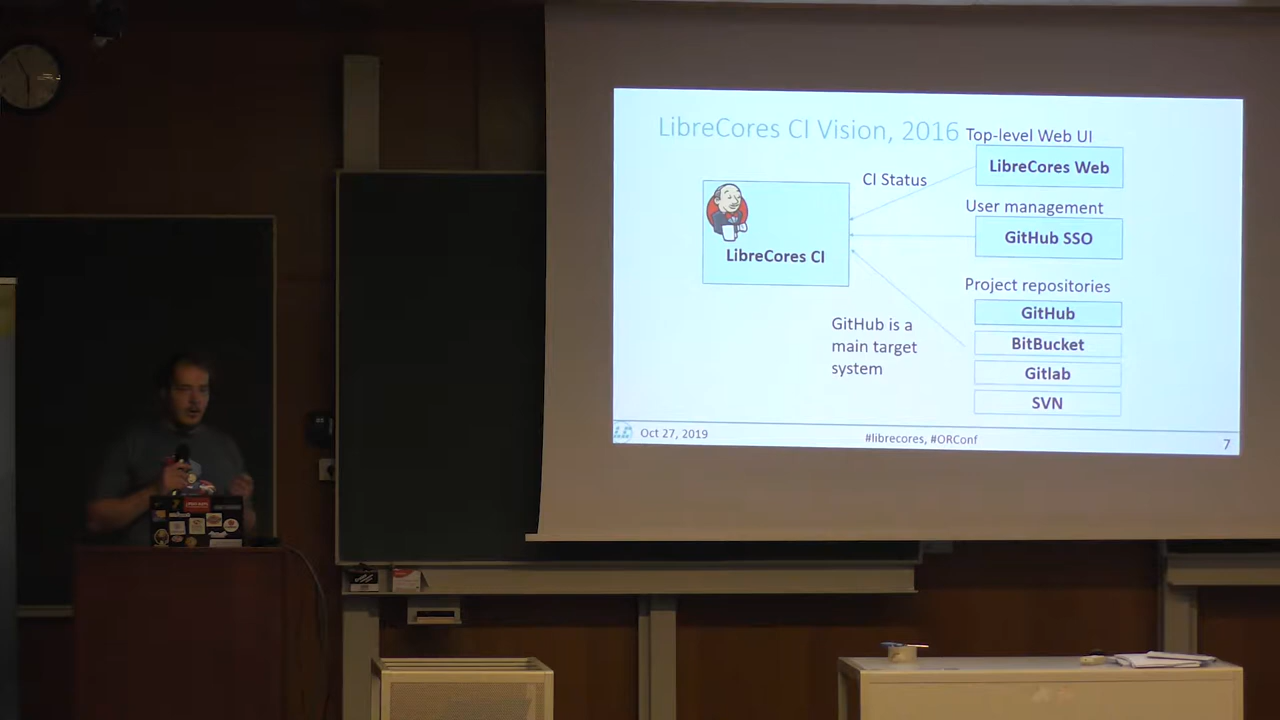 LibreCores CI Vision, 2016
Top-level Web UI
LibreCores Web
CI Status
User management
GitHub SSO
LibreCores CI
Project repositories
GitHub
BitBucket
Gitlab
SVN
GitHub is a
main target
system
Oct 27, 2019
#librecores, #ORConf
7